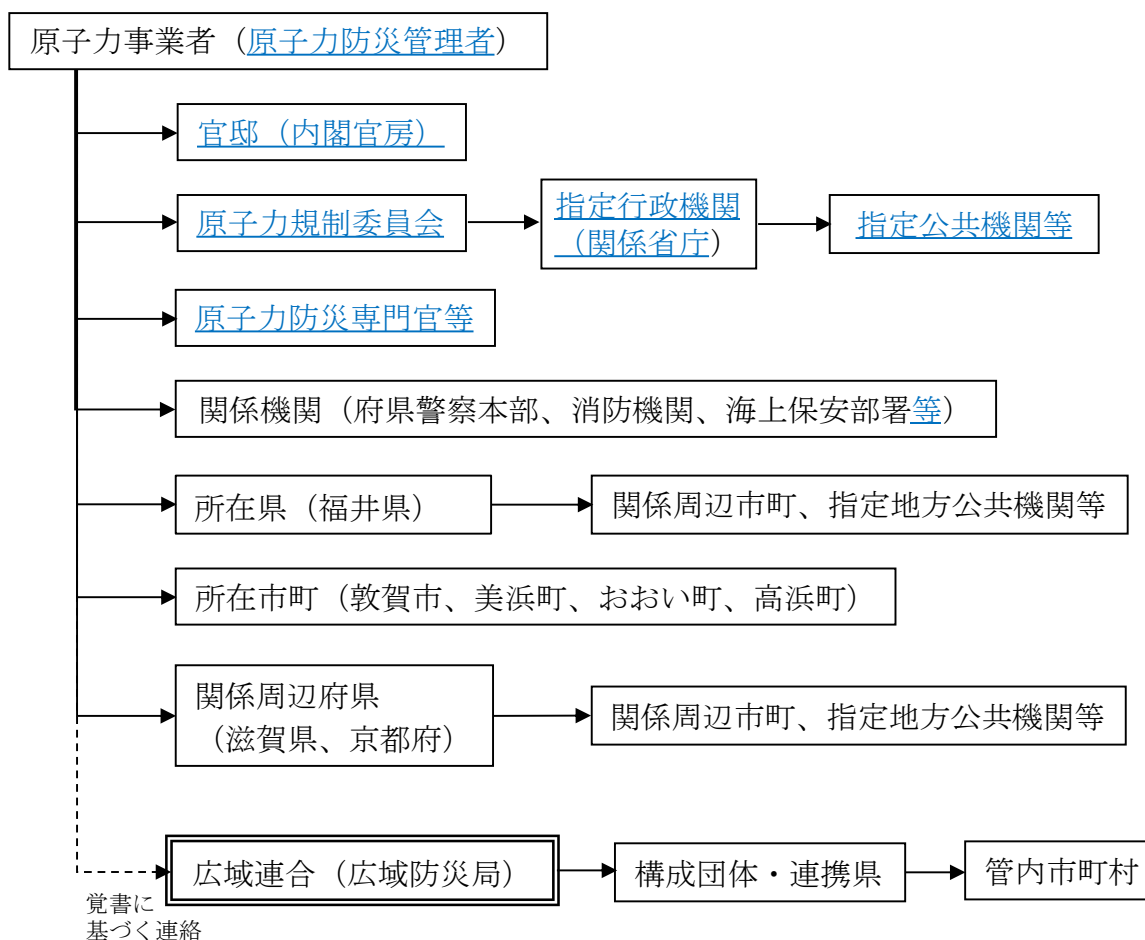 原子力事業者（原子力防災管理者）
官邸（内閣官房）
原子力規制委員会
指定行政機関
（関係省庁）
指定公共機関等
原子力防災専門官等
関係機関（府県警察本部、消防機関、海上保安部署等）
所在県（福井県）
関係周辺市町、指定地方公共機関等
所在市町（敦賀市、美浜町、おおい町、高浜町）
関係周辺府県
（滋賀県、京都府）
関係周辺市町、指定地方公共機関等
広域連合（広域防災局）
構成団体・連携県
管内市町村
覚書に
基づく連絡